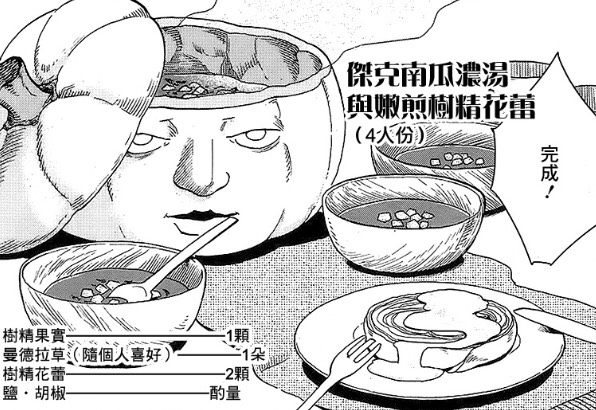 傑克南瓜濃湯
與嫩煎樹精花蕾
（4人份）
完成！
樹精果實——1顆
曼德拉草（隨個人喜好）——1朵
樹精花蕾——2顆
鹽・胡椒——酌量